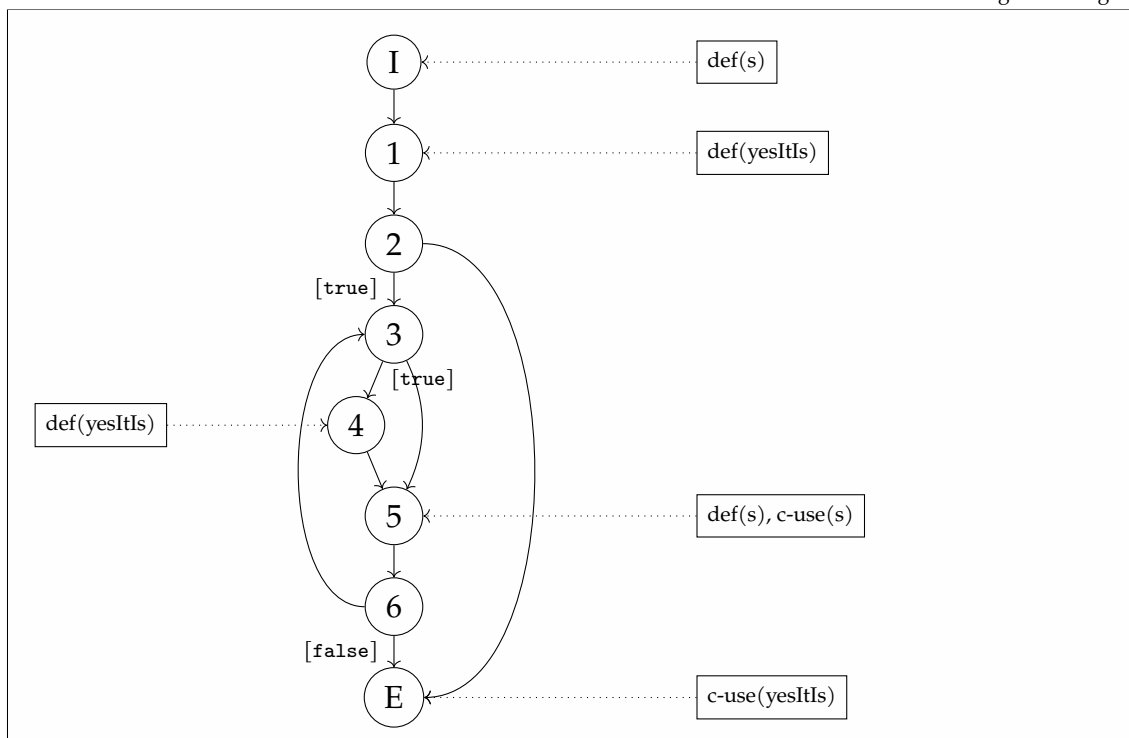 I
def(s)
1
def(yesItIs)
2
[true]
3
[true]
def(yesItIs)
4
5
def(s), c-use(s)
6
[false]
E
c-use(yesItIs)